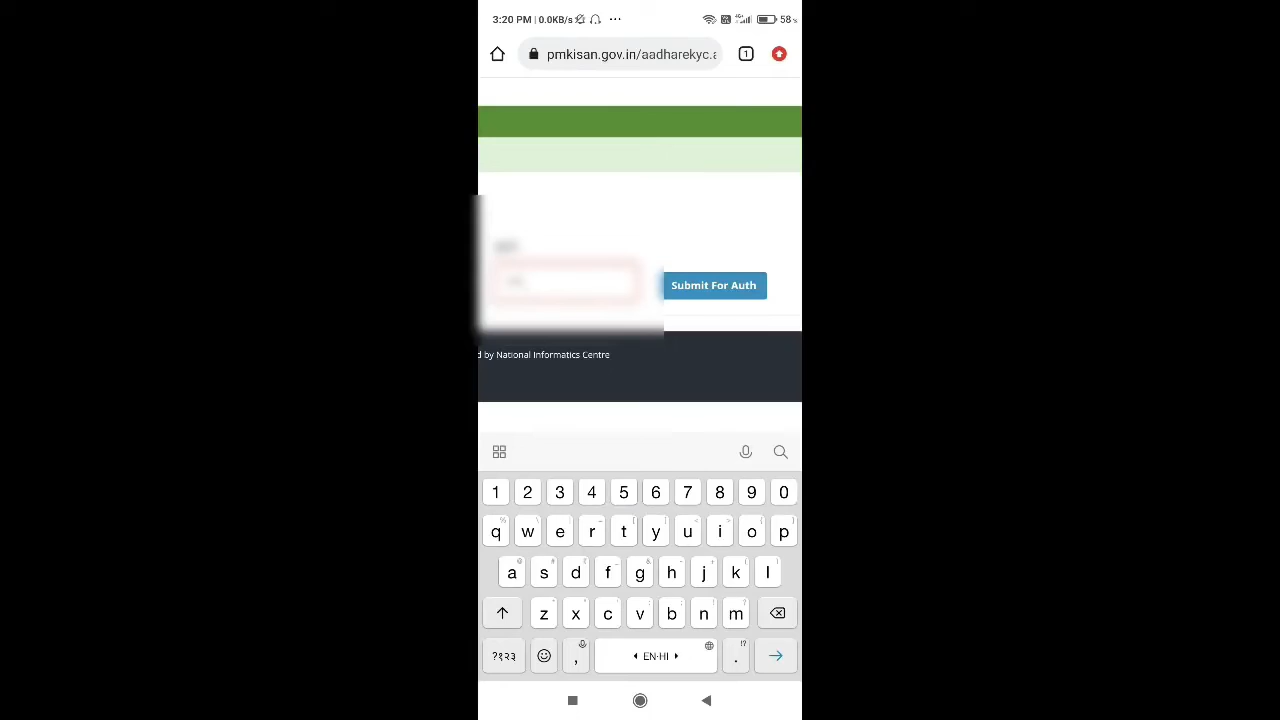 3:20 PM | 0.0KB/s ... 58
pmkisan.gov.in/aadharekyc.a 1
Submit For Auth
d by National Informatics Centre
1 2 3 4 5 6 7 8 9 0
q w e r t y u i o p
a s d f g h j k l
z x c v b n m
?१२३ , EN·HI .